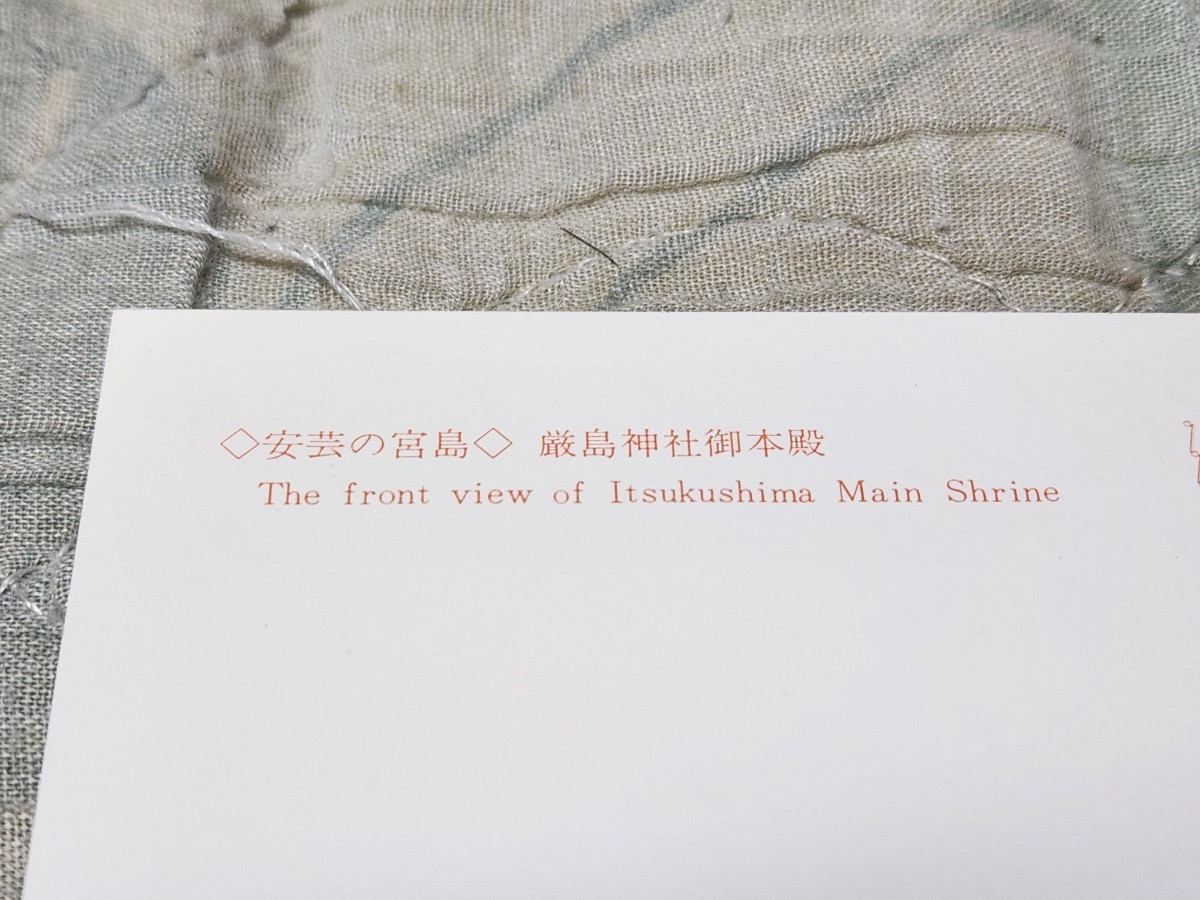 ◇安芸の宮島◇ 厳島神社御本殿
The front view of Itsukushima Main Shrine